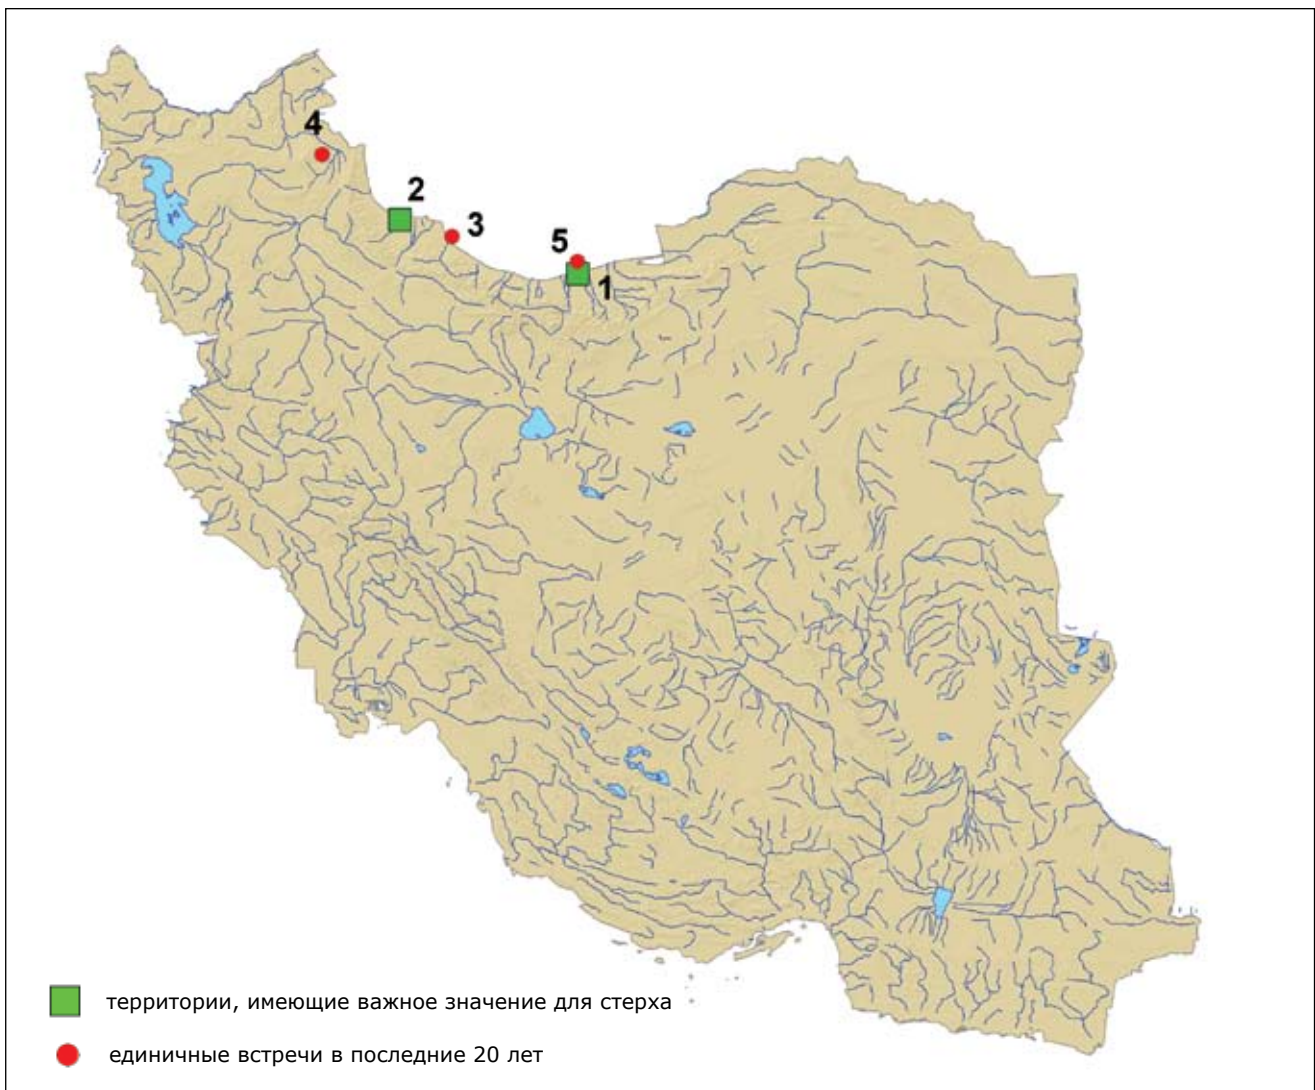 4
2
3
5
1
территории, имеющие важное значение для стерха
единичные встречи в последние 20 лет